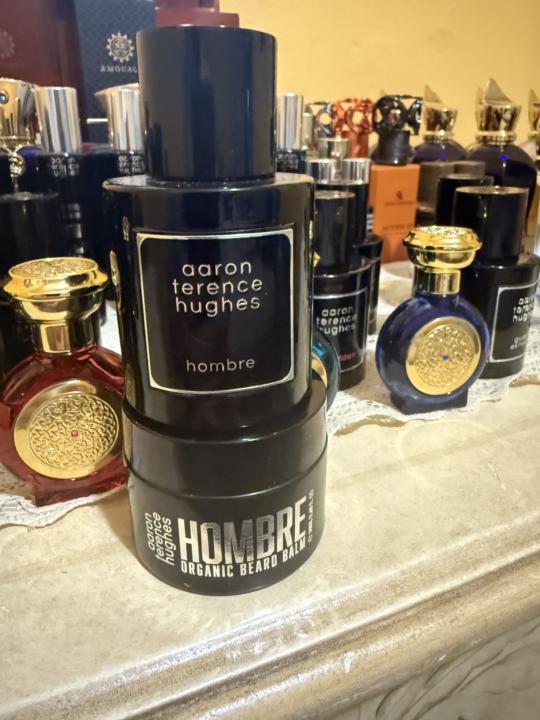 AMOUAGE
aaron
terence
hughes
hombre
aaron
terence
hughes
HOMBRE
ORGANIC BEARD BALM
aaron
terence
hughes
aaron
terence
hughes